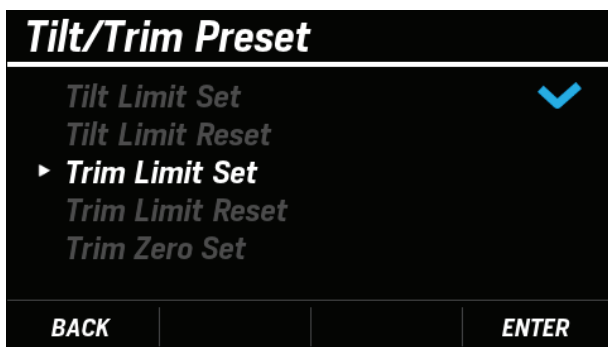 Tilt/Trim Preset
Tilt Limit Set
Tilt Limit Reset
Trim Limit Set
Trim Limit Reset
Trim Zero Set
BACK ENTER